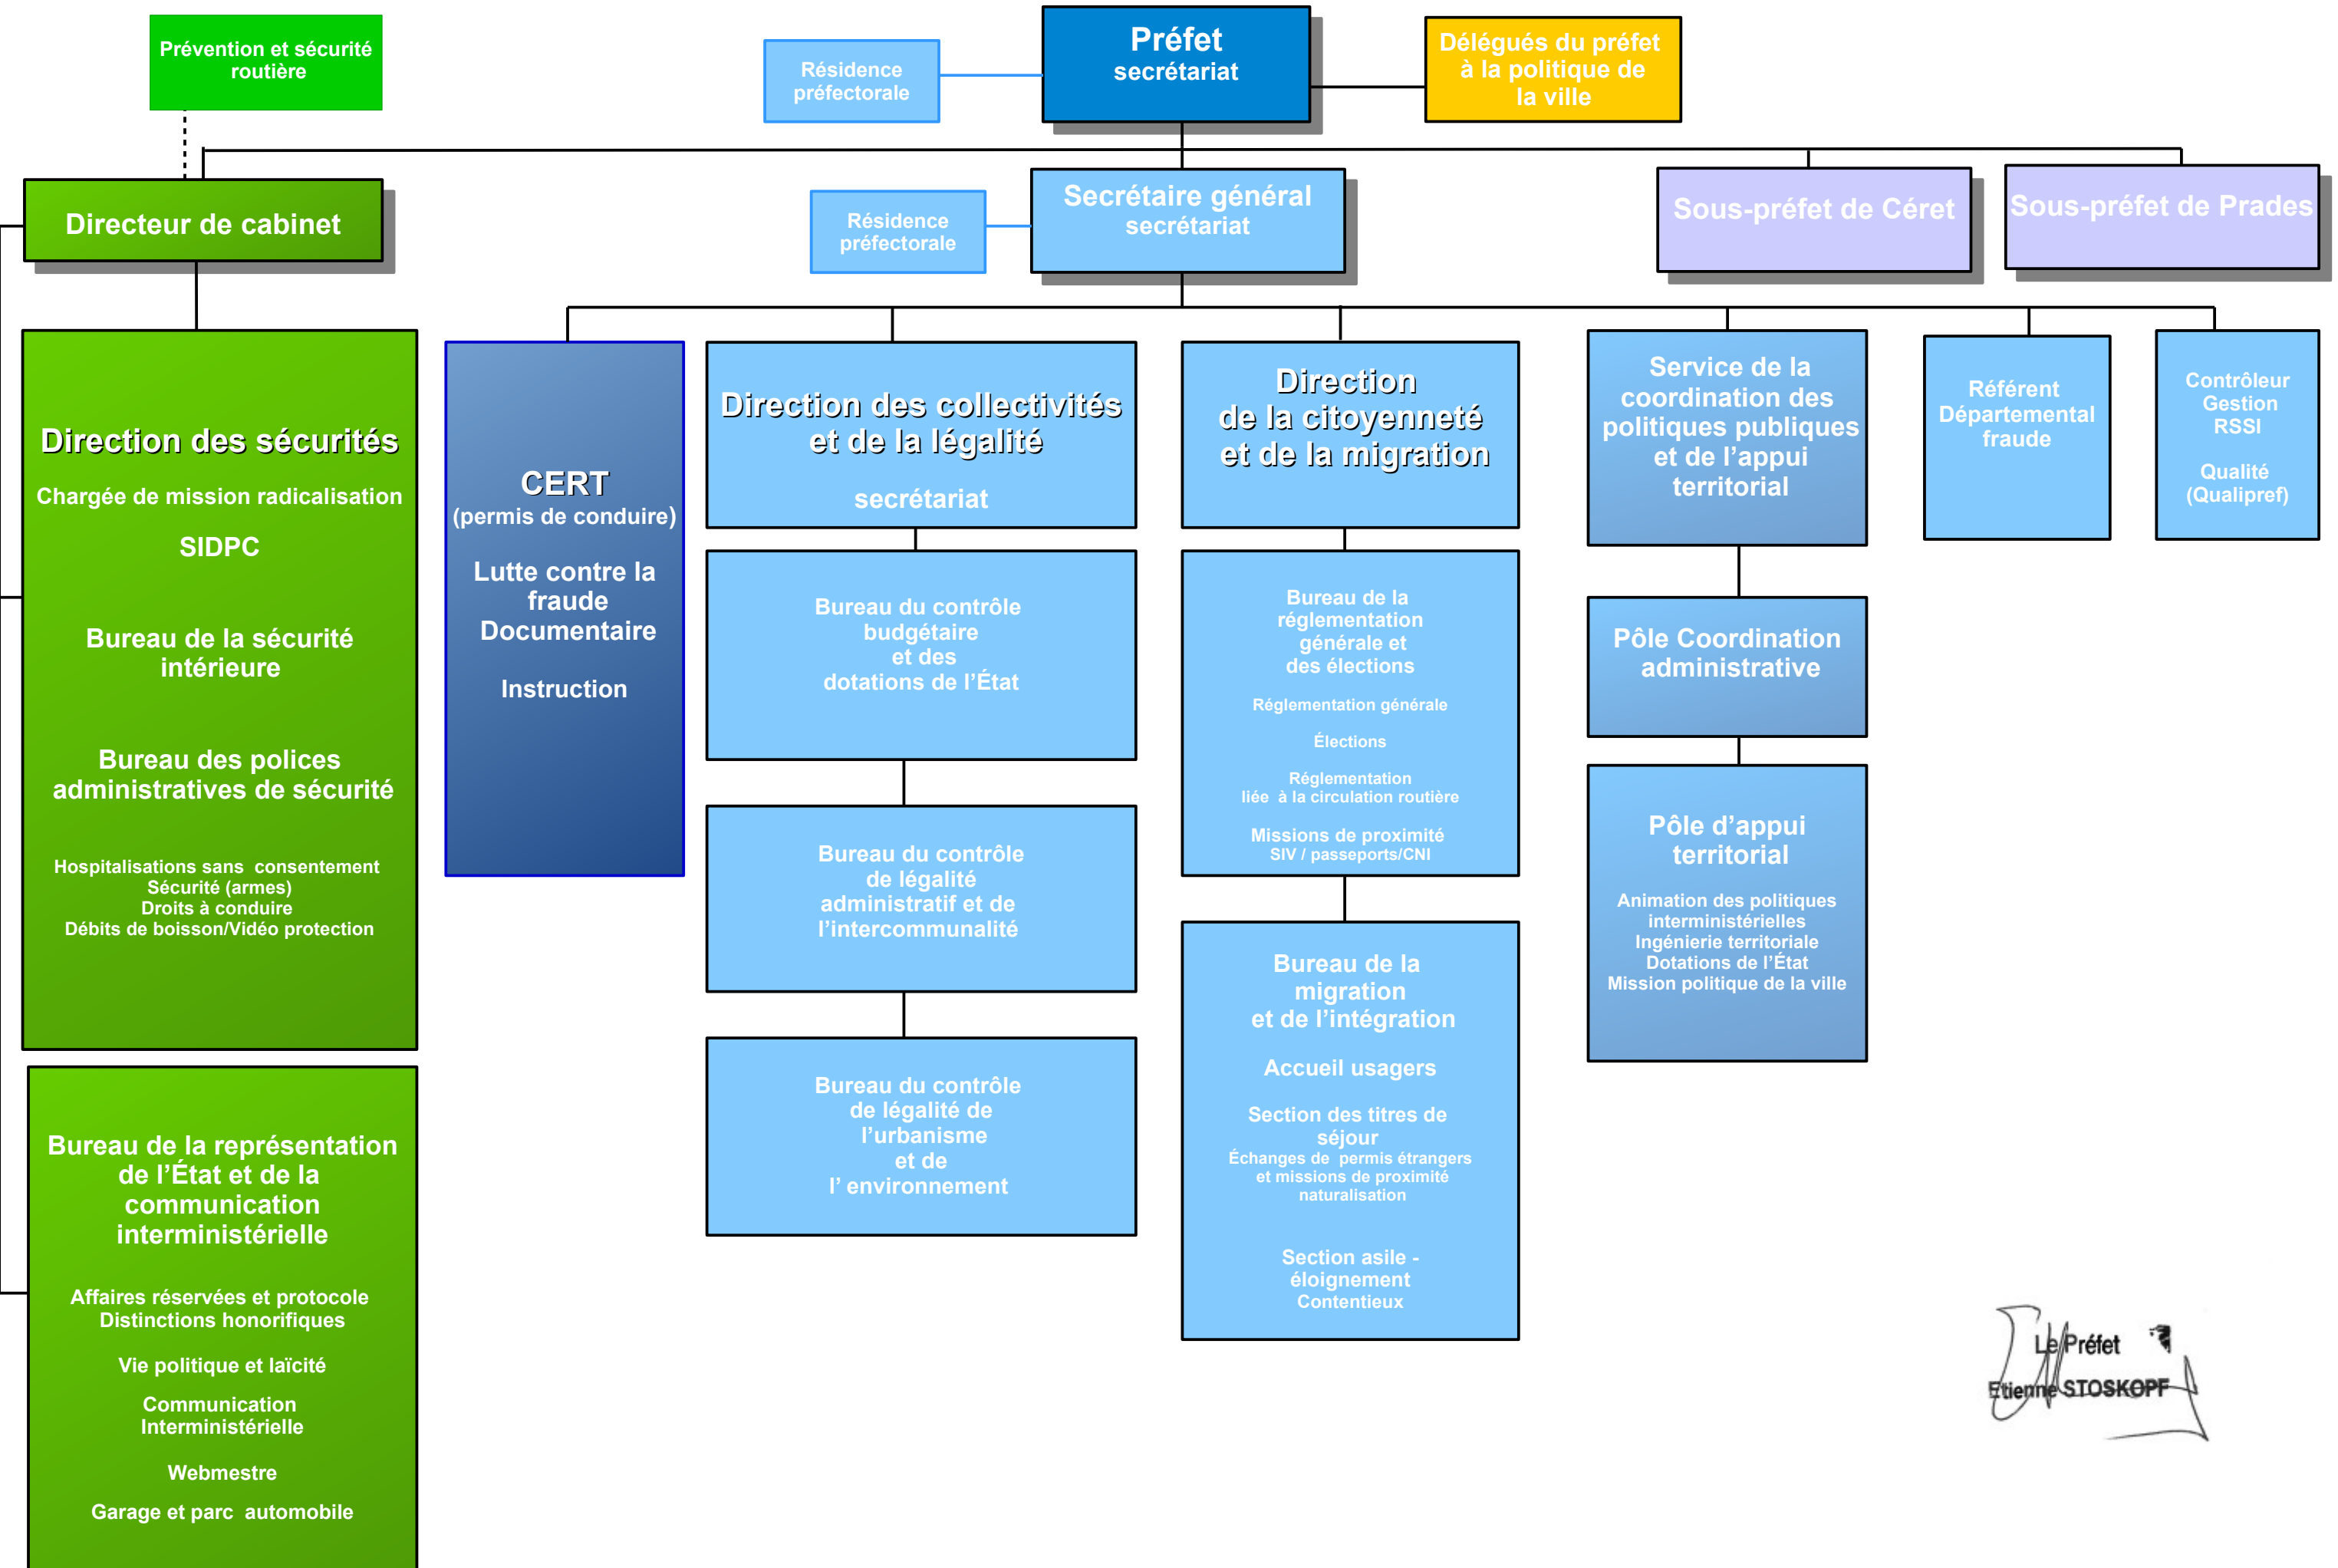 Prévention et sécurité
routière
Résidence
préfectorale
Préfet
secrétariat
Délégués du préfet
à la politique de
la ville
Directeur de cabinet
Résidence
préfectorale
Secrétaire général
secrétariat
Sous-préfet de Céret
Sous-préfet de Prades
Direction des sécurités
Chargée de mission radicalisation
SIDPC
Bureau de la sécurité
intérieure
Bureau des polices
administratives de sécurité
Hospitalisations sans consentement
Sécurité (armes)
Droits à conduire
Débits de boisson/Vidéo protection
Bureau de la représentation
de l’État et de la
communication
interministérielle
Affaires réservées et protocole
Distinctions honorifiques
Vie politique et laïcité
Communication
Interministérielle
Webmestre
Garage et parc automobile
CERT
(permis de conduire)
Lutte contre la
fraude
Documentaire
Instruction
Direction des collectivités
et de la légalité
secrétariat
Bureau du contrôle
budgétaire
et des
dotations de l’État
Bureau du contrôle
de légalité
administratif et de
l’intercommunalité
Bureau du contrôle
de légalité de
l’urbanisme
et de
l’ environnement
Direction
de la citoyenneté
et de la migration
Bureau de la
réglementation
générale et
des élections
Réglementation générale
Élections
Réglementation
liée à la circulation routière
Missions de proximité
SIV / passeports/CNI
Bureau de la
migration
et de l’intégration
Accueil usagers
Section des titres de
séjour
Échanges de permis étrangers
et missions de proximité
naturalisation
Section asile -
éloignement
Contentieux
Service de la
coordination des
politiques publiques
et de l’appui
territorial
Pôle Coordination
administrative
Pôle d’appui
territorial
Animation des politiques
interministérielles
Ingénierie territoriale
Dotations de l’État
Mission politique de la ville
Référent
Départemental
fraude
Contrôleur
Gestion
RSSI
Qualité
(Qualipref)
Le Préfet
Etienne STOSKOPF